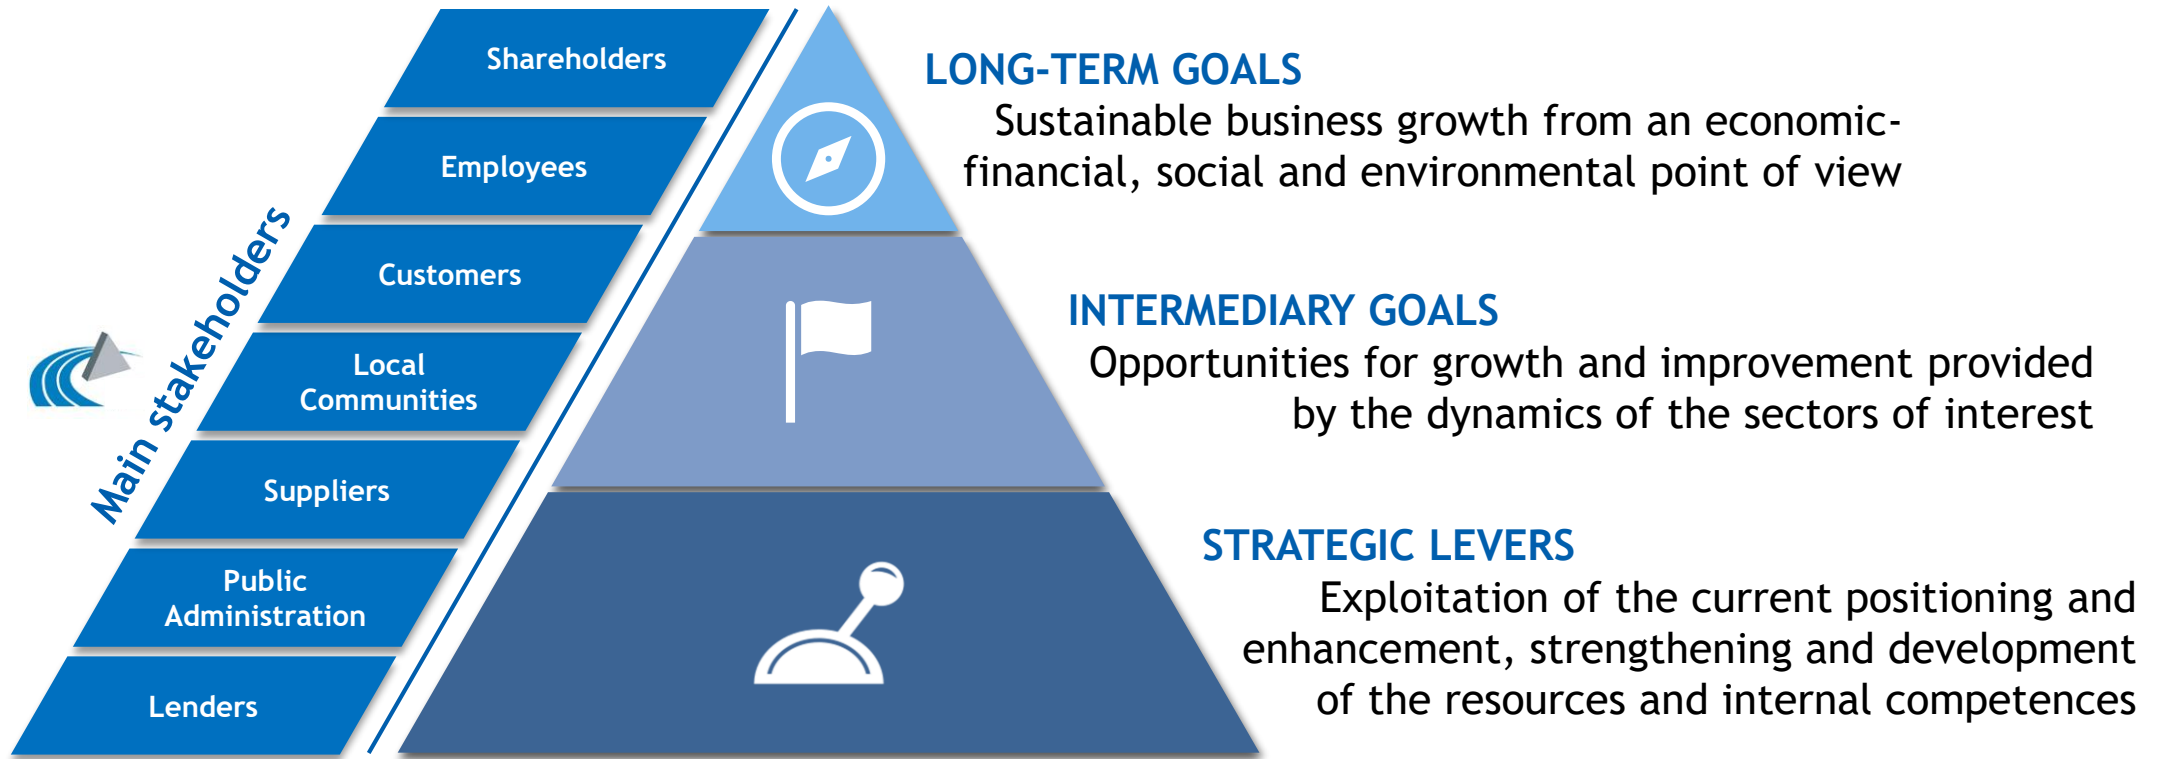 Main stakeholders
Shareholders
Employees
Customers
Local
Communities
Suppliers
Public
Administration
Lenders
LONG-TERM GOALS
Sustainable business growth from an economic-
financial, social and environmental point of view
INTERMEDIARY GOALS
Opportunities for growth and improvement provided
by the dynamics of the sectors of interest
STRATEGIC LEVERS
Exploitation of the current positioning and
enhancement, strengthening and development
of the resources and internal competences